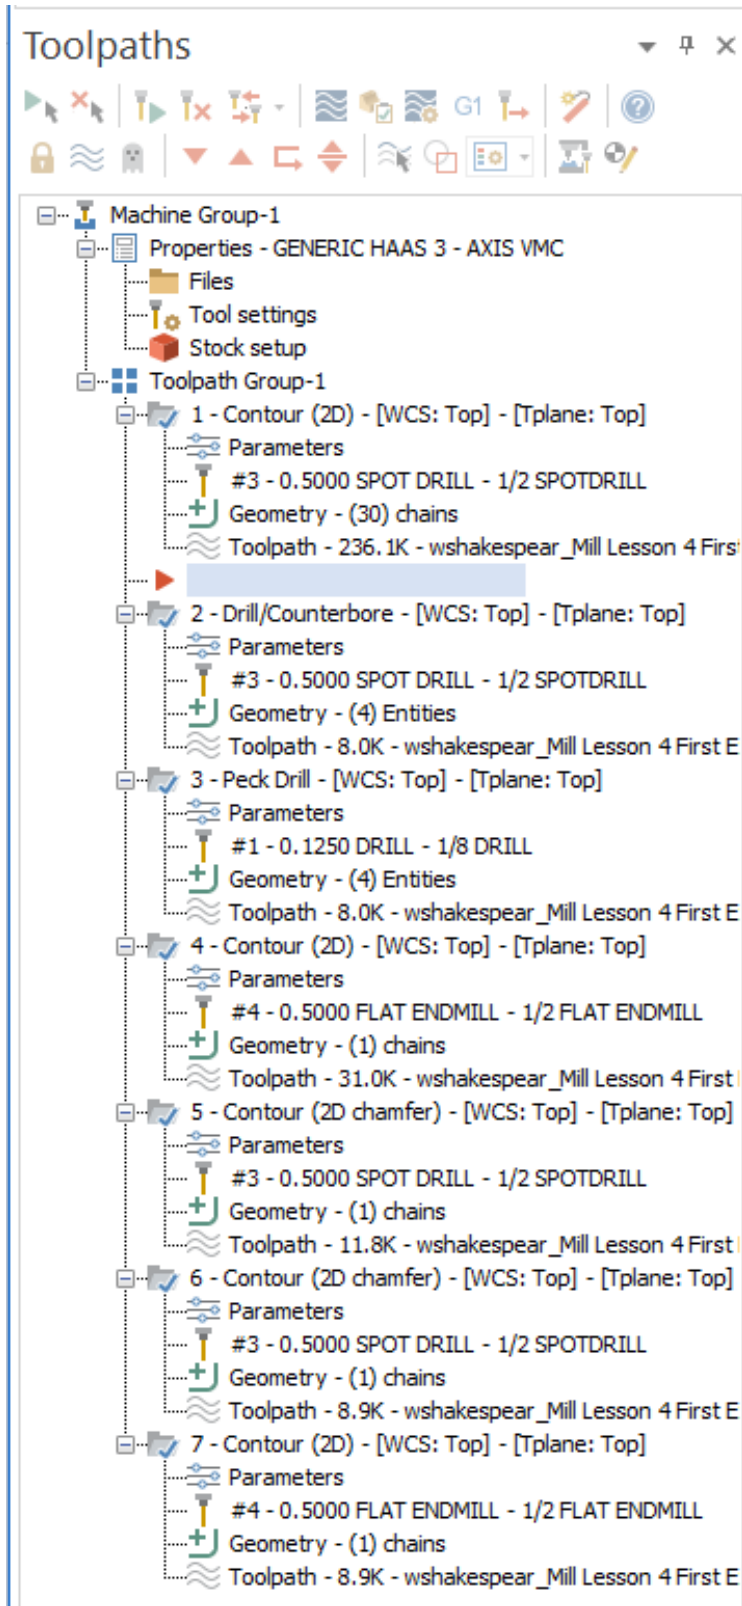 Toolpaths
G1
Machine Group-1
Properties - GENERIC HAAS 3 - AXIS VMC
Files
Tool settings
Stock setup
Toolpath Group-1
1 - Contour (2D) - [WCS: Top] - [Tplane: Top]
Parameters
#3 - 0.5000 SPOT DRILL - 1/2 SPOTDRILL
Geometry - (30) chains
Toolpath - 236.1K - wshakespear_Mill Lesson 4 First
2 - Drill/Counterbore - [WCS: Top] - [Tplane: Top]
Parameters
#3 - 0.5000 SPOT DRILL - 1/2 SPOTDRILL
Geometry - (4) Entities
Toolpath - 8.0K - wshakespear_Mill Lesson 4 First E
3 - Peck Drill - [WCS: Top] - [Tplane: Top]
Parameters
#1 - 0.1250 DRILL - 1/8 DRILL
Geometry - (4) Entities
Toolpath - 8.0K - wshakespear_Mill Lesson 4 First E
4 - Contour (2D) - [WCS: Top] - [Tplane: Top]
Parameters
#4 - 0.5000 FLAT ENDMILL - 1/2 FLAT ENDMILL
Geometry - (1) chains
Toolpath - 31.0K - wshakespear_Mill Lesson 4 First
5 - Contour (2D chamfer) - [WCS: Top] - [Tplane: Top]
Parameters
#3 - 0.5000 SPOT DRILL - 1/2 SPOTDRILL
Geometry - (1) chains
Toolpath - 11.8K - wshakespear_Mill Lesson 4 First
6 - Contour (2D chamfer) - [WCS: Top] - [Tplane: Top]
Parameters
#3 - 0.5000 SPOT DRILL - 1/2 SPOTDRILL
Geometry - (1) chains
Toolpath - 8.9K - wshakespear_Mill Lesson 4 First E
7 - Contour (2D) - [WCS: Top] - [Tplane: Top]
Parameters
#4 - 0.5000 FLAT ENDMILL - 1/2 FLAT ENDMILL
Geometry - (1) chains
Toolpath - 8.9K - wshakespear_Mill Lesson 4 First E